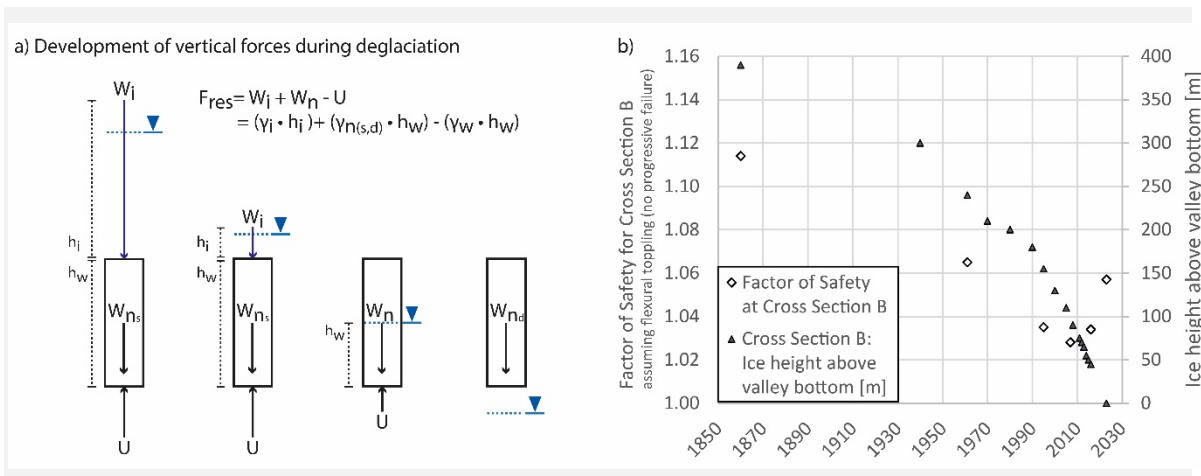 a) Development of vertical forces during deglaciation
Wi
Fres= Wi + Wn - U
= (γi • hi )+ (γn(s,d) • hw) - (γw • hw)
Wi
hi
hi
hw
hw
Wns
Wns
Wn
Wnd
hw
U
U
U
b)
Factor of Safety for Cross Section B
assuming flexural toppling (no progressive failure)
1.16
1.14
1.12
1.10
1.08
1.06
1.04
1.02
1.00
Factor of Safety
at Cross Section B
Cross Section B:
Ice height above
valley bottom [m]
400
350
300
250
200
150
100
50
0
Ice height above valley bottom [m]
1850
1870
1890
1910
1930
1950
1970
1990
2010
2030